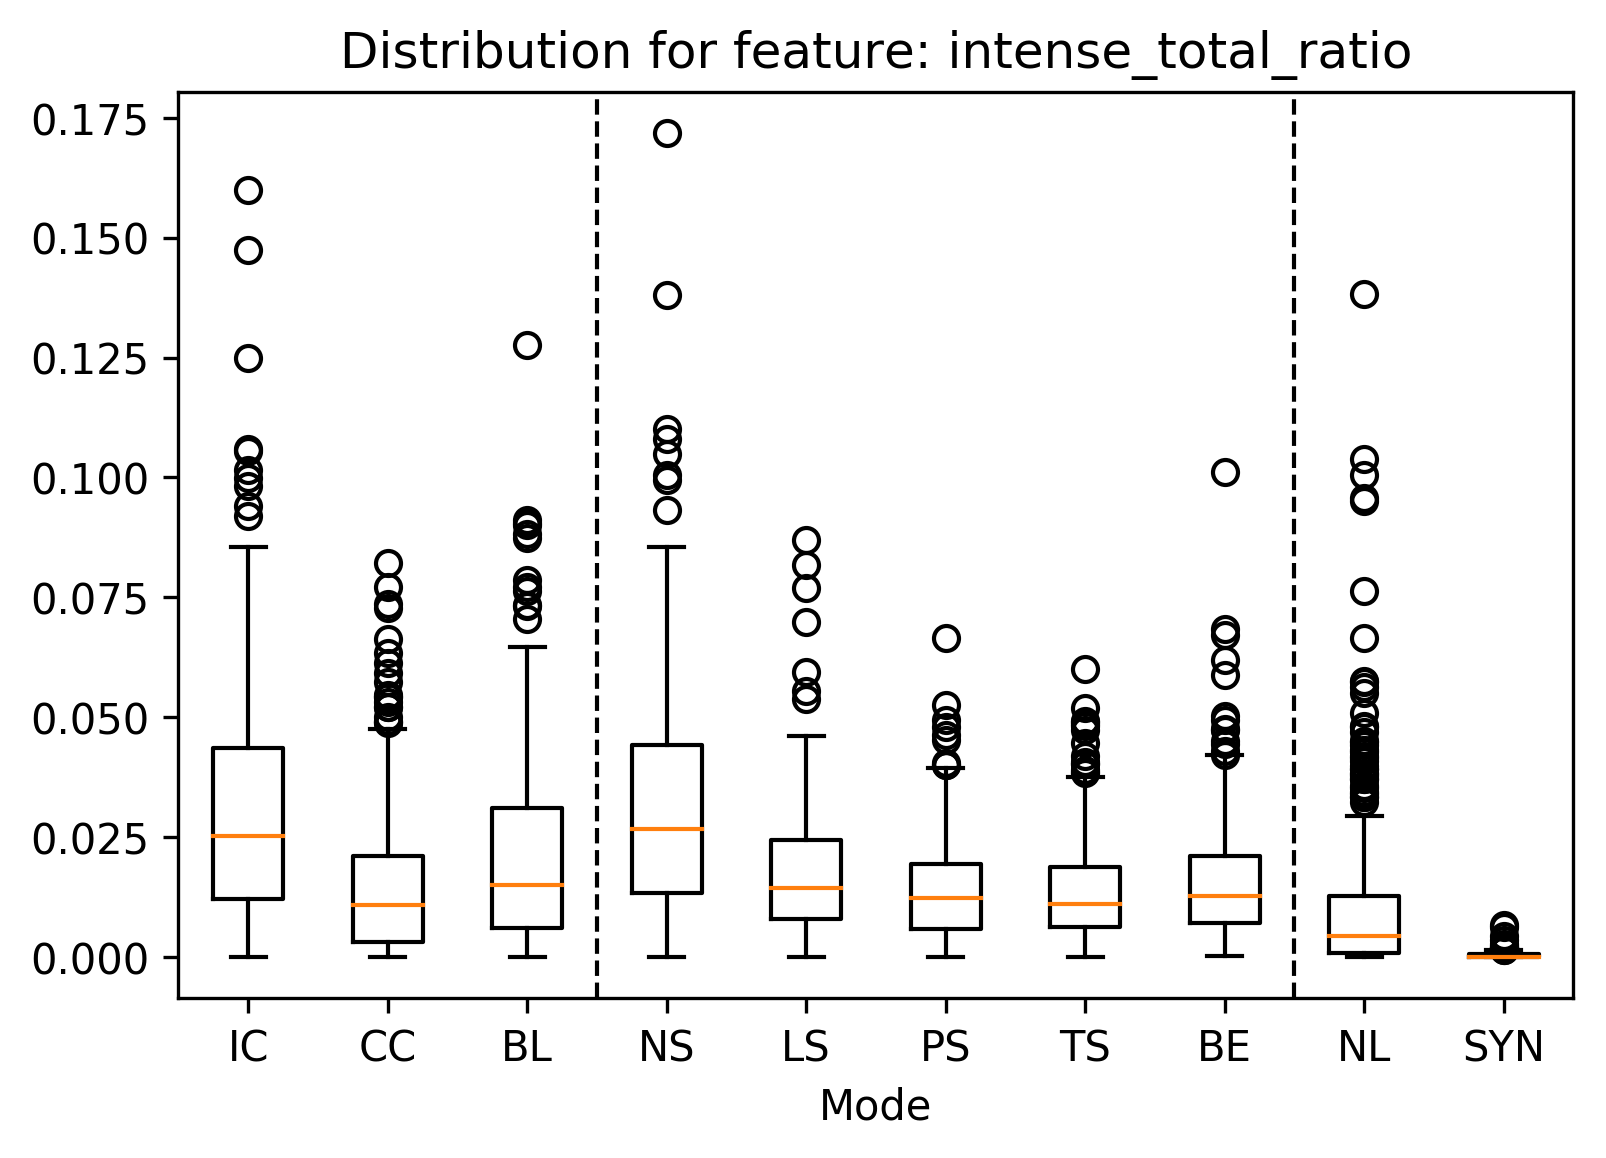 Distribution for feature: intense_total_ratio
0.175
0.150
0.125
0.100
0.075
0.050
0.025
0.000
IC CC BL NS LS PS TS BE NL SYN
Mode